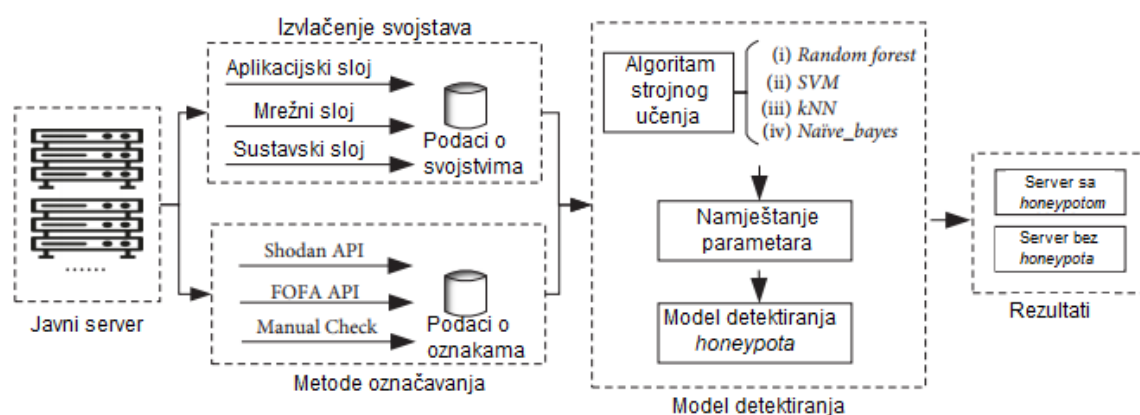 Izvlačenje svojstava
Aplikacijski sloj
Mrežni sloj
Sustavski sloj
Podaci o
svojstvima
......
Javni server
Shodan API
FOFA API
Manual Check
Podaci o
oznakama
Metode označavanja
Algoritam
strojnog
učenja
(i) Random forest
(ii) SVM
(iii) kNN
(iv) Naïve_bayes
Namještanje
parametara
Model detektiranja
honeypota
Model detektiranja
Server sa
honeypotom
Server bez
honeypota
Rezultati